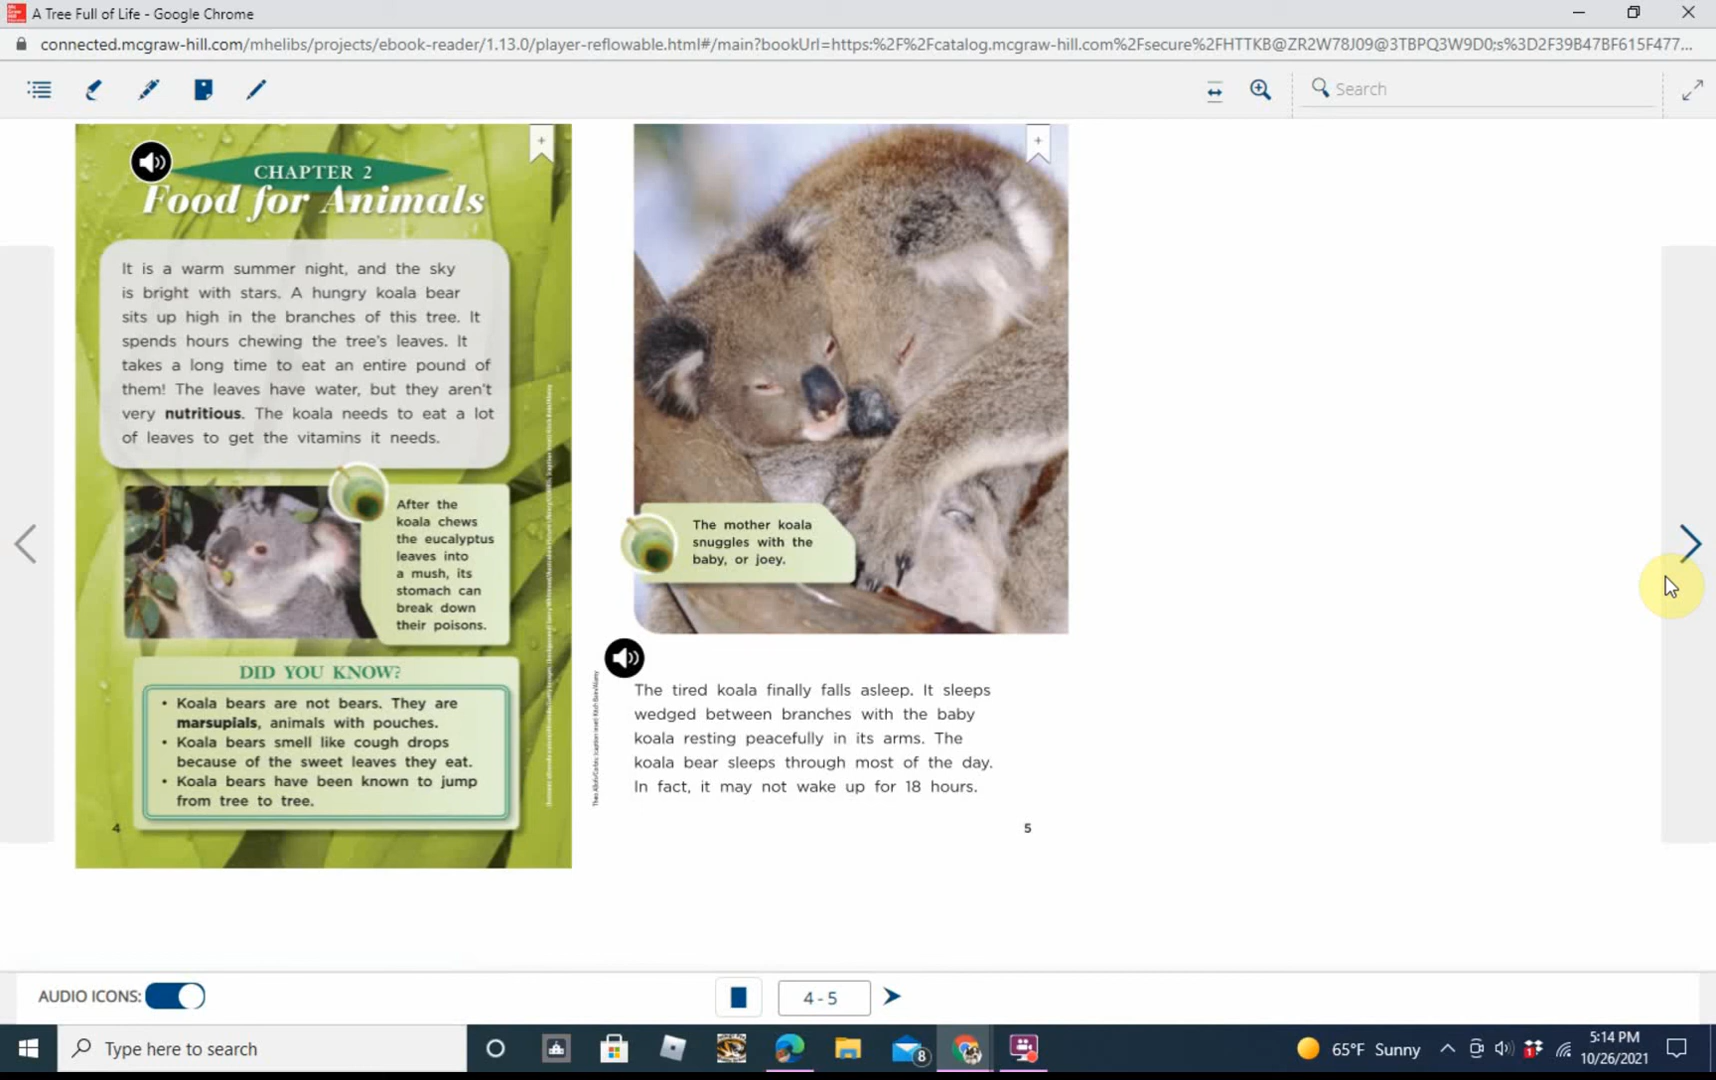 A Tree Full of Life - Google Chrome
connected.mcgraw-hill.com/mhelibs/projects/ebook-reader/1.13.0/player-reflowable.html#/main?bookUrl=https:%2F%2Fcatalog.mcgraw-hill.com%2Fsecure%2FHTTKB@ZR2W78J09@3TBPQ3W9D0;s%3D2F39B47BF615F477...
Search
CHAPTER 2
Food for Animals
It is a warm summer night, and the sky
is bright with stars. A hungry koala bear
sits up high in the branches of this tree. It
spends hours chewing the tree's leaves. It
takes a long time to eat an entire pound of
them! The leaves have water, but they aren't
very nutritious. The koala needs to eat a lot
of leaves to get the vitamins it needs.
After the
koala chews
the eucalyptus
leaves into
a mush, its
stomach can
break down
their poisons.
DID YOU KNOW?
• Koala bears are not bears. They are
marsupials, animals with pouches.
• Koala bears smell like cough drops
because of the sweet leaves they eat.
• Koala bears have been known to jump
from tree to tree.
4
The mother koala
snuggles with the
baby, or joey.
The tired koala finally falls asleep. It sleeps
wedged between branches with the baby
koala resting peacefully in its arms. The
koala bear sleeps through most of the day.
In fact, it may not wake up for 18 hours.
5
AUDIO ICONS:
4 - 5
Type here to search
8
65°F Sunny
1
5:14 PM
10/26/2021